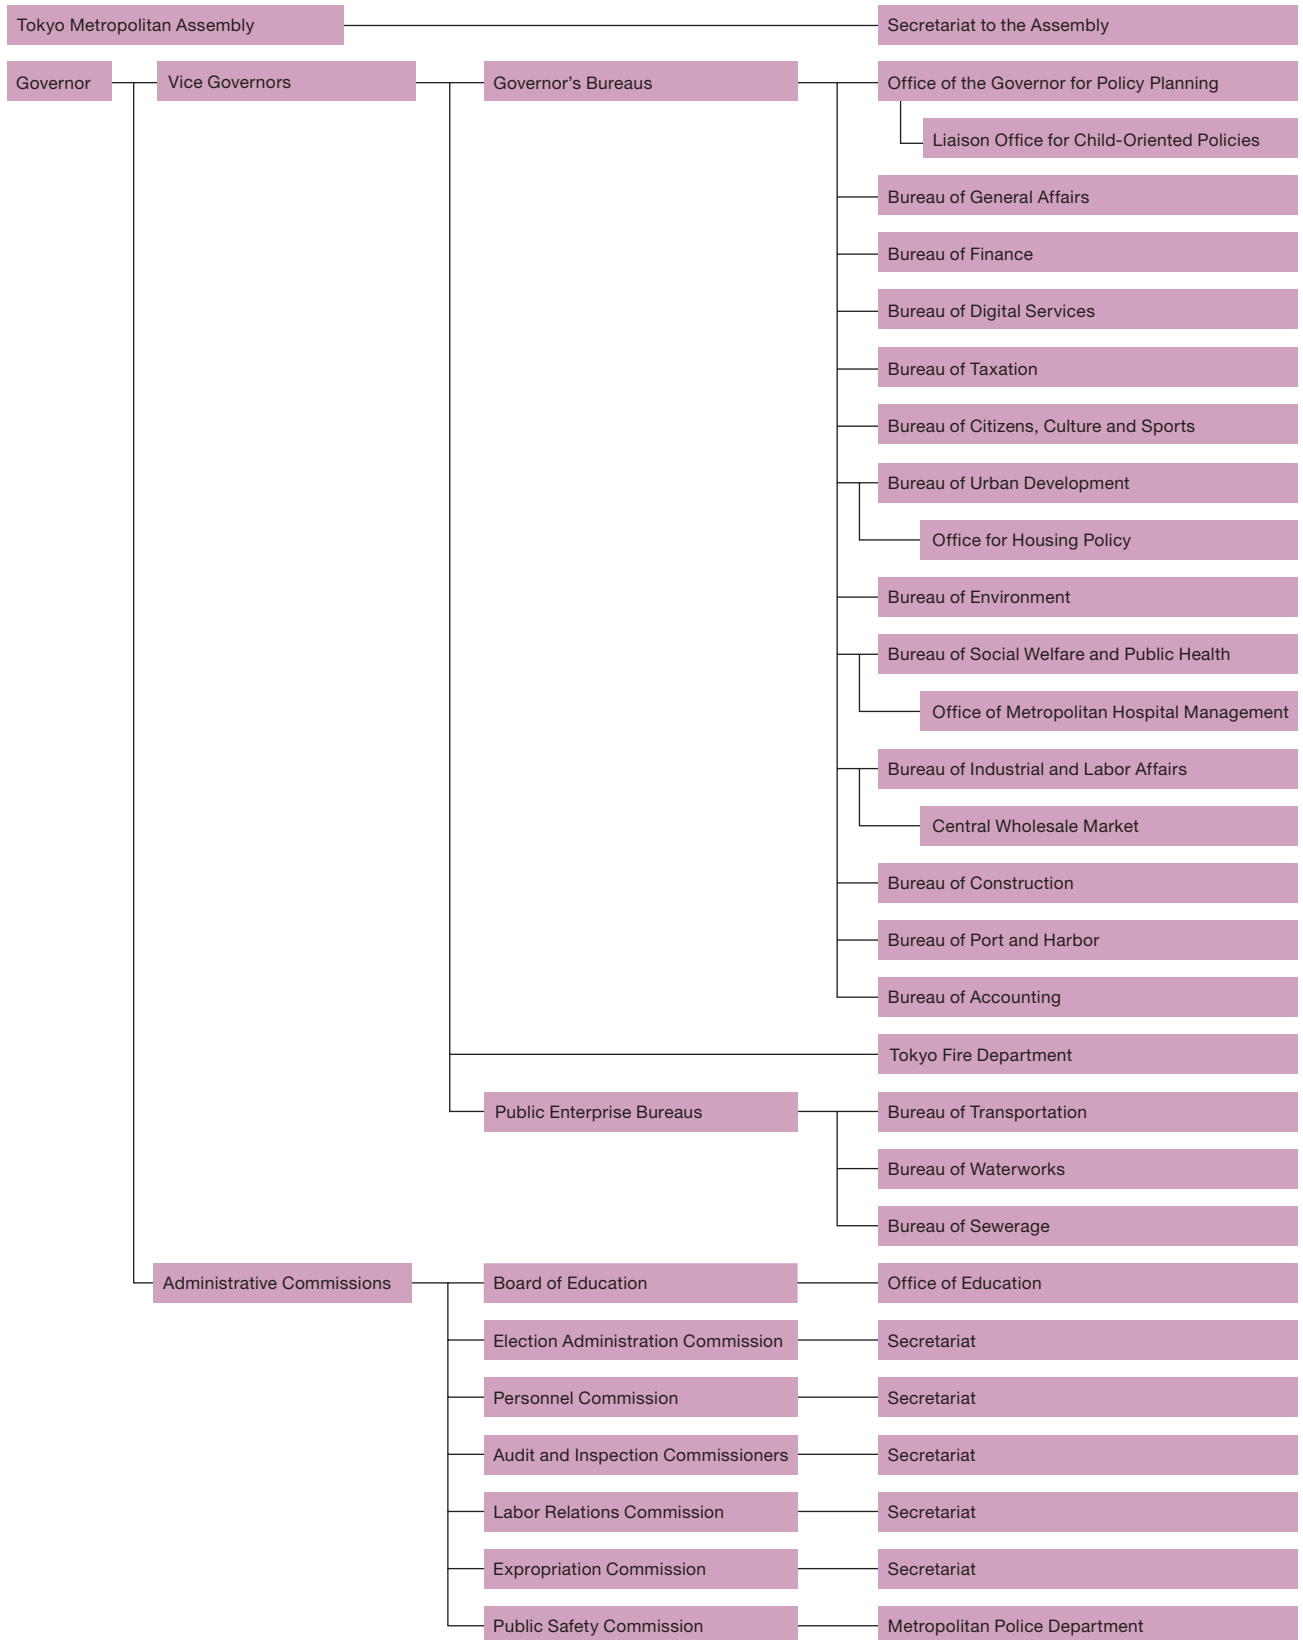 Tokyo Metropolitan Assembly
Secretariat to the Assembly
Governor
Vice Governors
Governor’s Bureaus
Office of the Governor for Policy Planning
Liaison Office for Child-Oriented Policies
Bureau of General Affairs
Bureau of Finance
Bureau of Digital Services
Bureau of Taxation
Bureau of Citizens, Culture and Sports
Bureau of Urban Development
Office for Housing Policy
Bureau of Environment
Bureau of Social Welfare and Public Health
Office of Metropolitan Hospital Management
Bureau of Industrial and Labor Affairs
Central Wholesale Market
Bureau of Construction
Bureau of Port and Harbor
Bureau of Accounting
Tokyo Fire Department
Public Enterprise Bureaus
Bureau of Transportation
Bureau of Waterworks
Bureau of Sewerage
Administrative Commissions
Board of Education
Office of Education
Election Administration Commission
Secretariat
Personnel Commission
Secretariat
Audit and Inspection Commissioners
Secretariat
Labor Relations Commission
Secretariat
Expropriation Commission
Secretariat
Public Safety Commission
Metropolitan Police Department